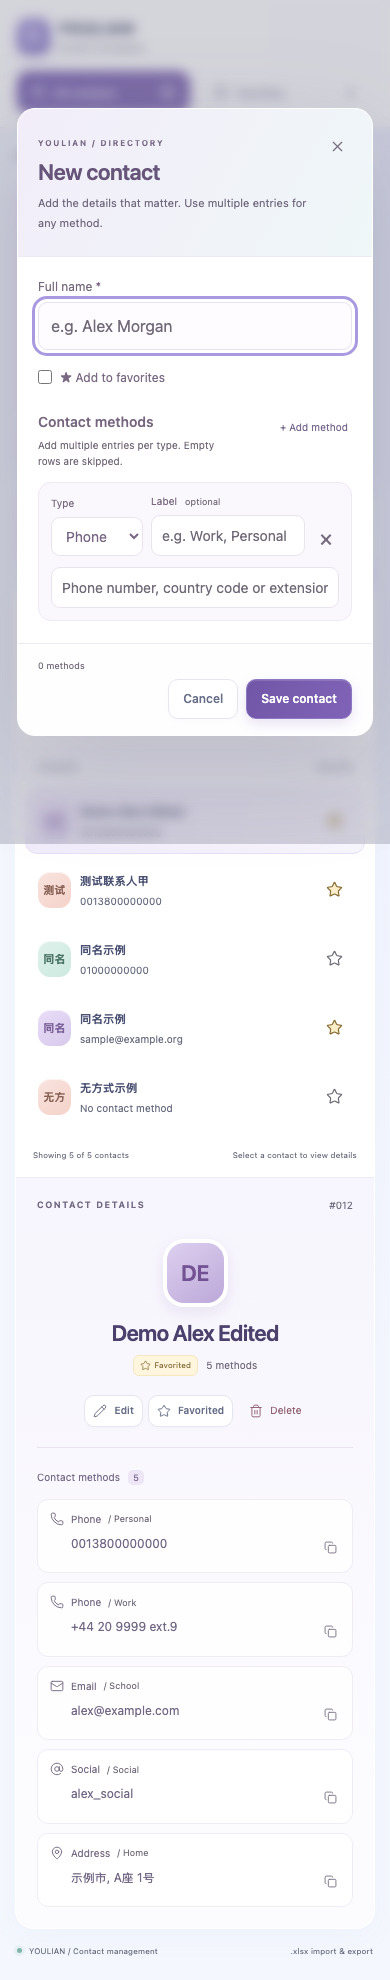 YOULIAN / DIRECTORY
New contact
Add the details that matter. Use multiple entries for
any method.
Full name *
e.g. Alex Morgan
★ Add to favorites
Contact methods
+ Add method
Add multiple entries per type. Empty
rows are skipped.
Type
Label optional
Phone
e.g. Work, Personal
Phone number, country code or extension
0 methods
Cancel
Save contact
Demo Alex Edited
测试
测试联系人甲
0013800000000
同名
同名示例
01000000000
同名
同名示例
sample@example.org
无方
无方式示例
No contact method
Showing 5 of 5 contacts
Select a contact to view details
CONTACT DETAILS
#012
DE
Demo Alex Edited
Favorited
5 methods
Edit
Favorited
Delete
Contact methods 5
Phone / Personal
0013800000000
Phone / Work
+44 20 9999 ext.9
Email / School
alex@example.com
Social / Social
alex_social
Address / Home
示例市, A座 1号
YOULIAN / Contact management
.xlsx import & export